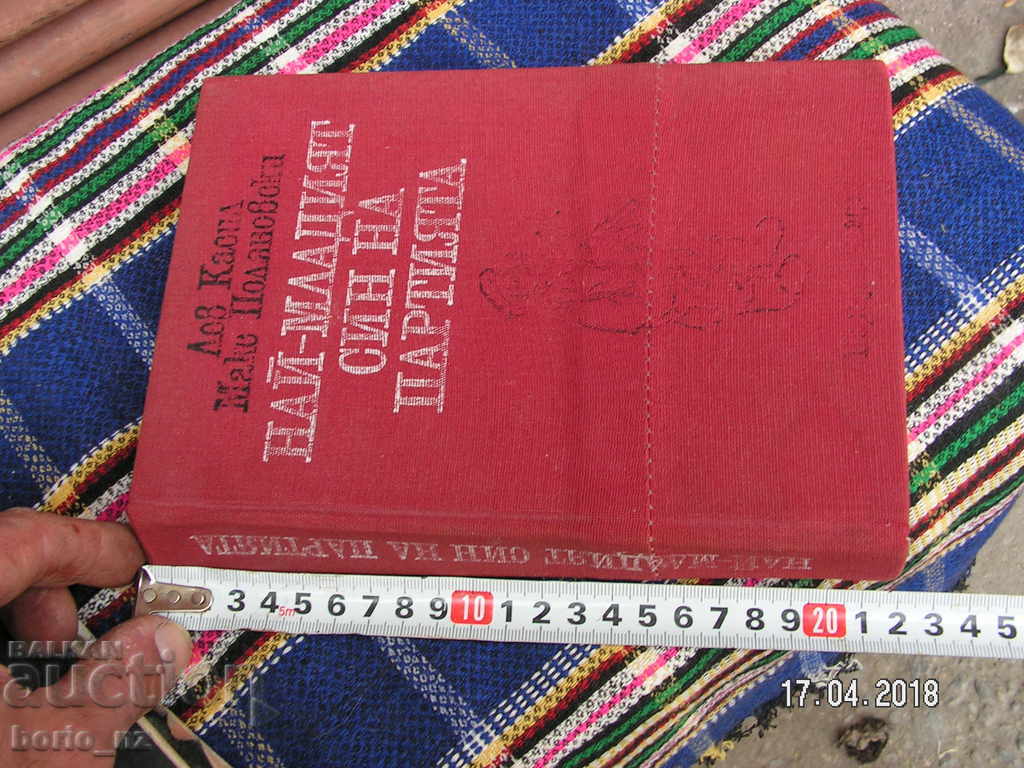 Лев Касил
Макс Поляновски
НАЙ-МЛАДИЯТ
СИН НА
ПАРТИЯТА
НАЙ-МЛАДИЯТ СИН НА ПАРТИЯТА
3 4 5 6 7 8 9 10 1 2 3 4 5 6 7 8 9 20 1 2 3 4 5
5m
17.04.2018
BALKAN
auction
borio_nz